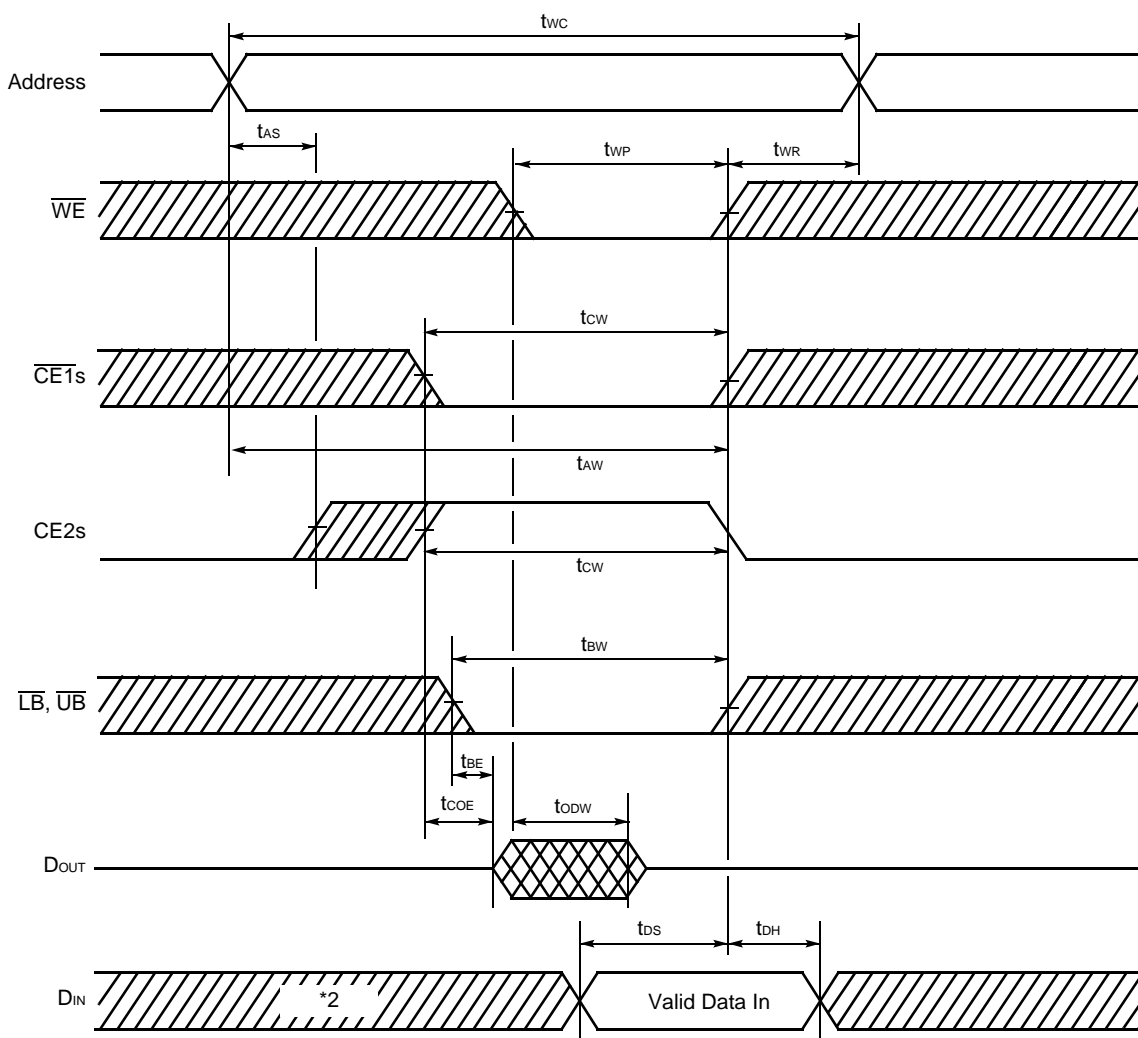 tWC
Address
tAS
tWP
tWR
WE
tCW
CE1s
tAW
CE2s
tCW
tBW
LB, UB
tBE
tCOE
tODW
DOUT
tDS
tDH
DIN
*2
Valid Data In